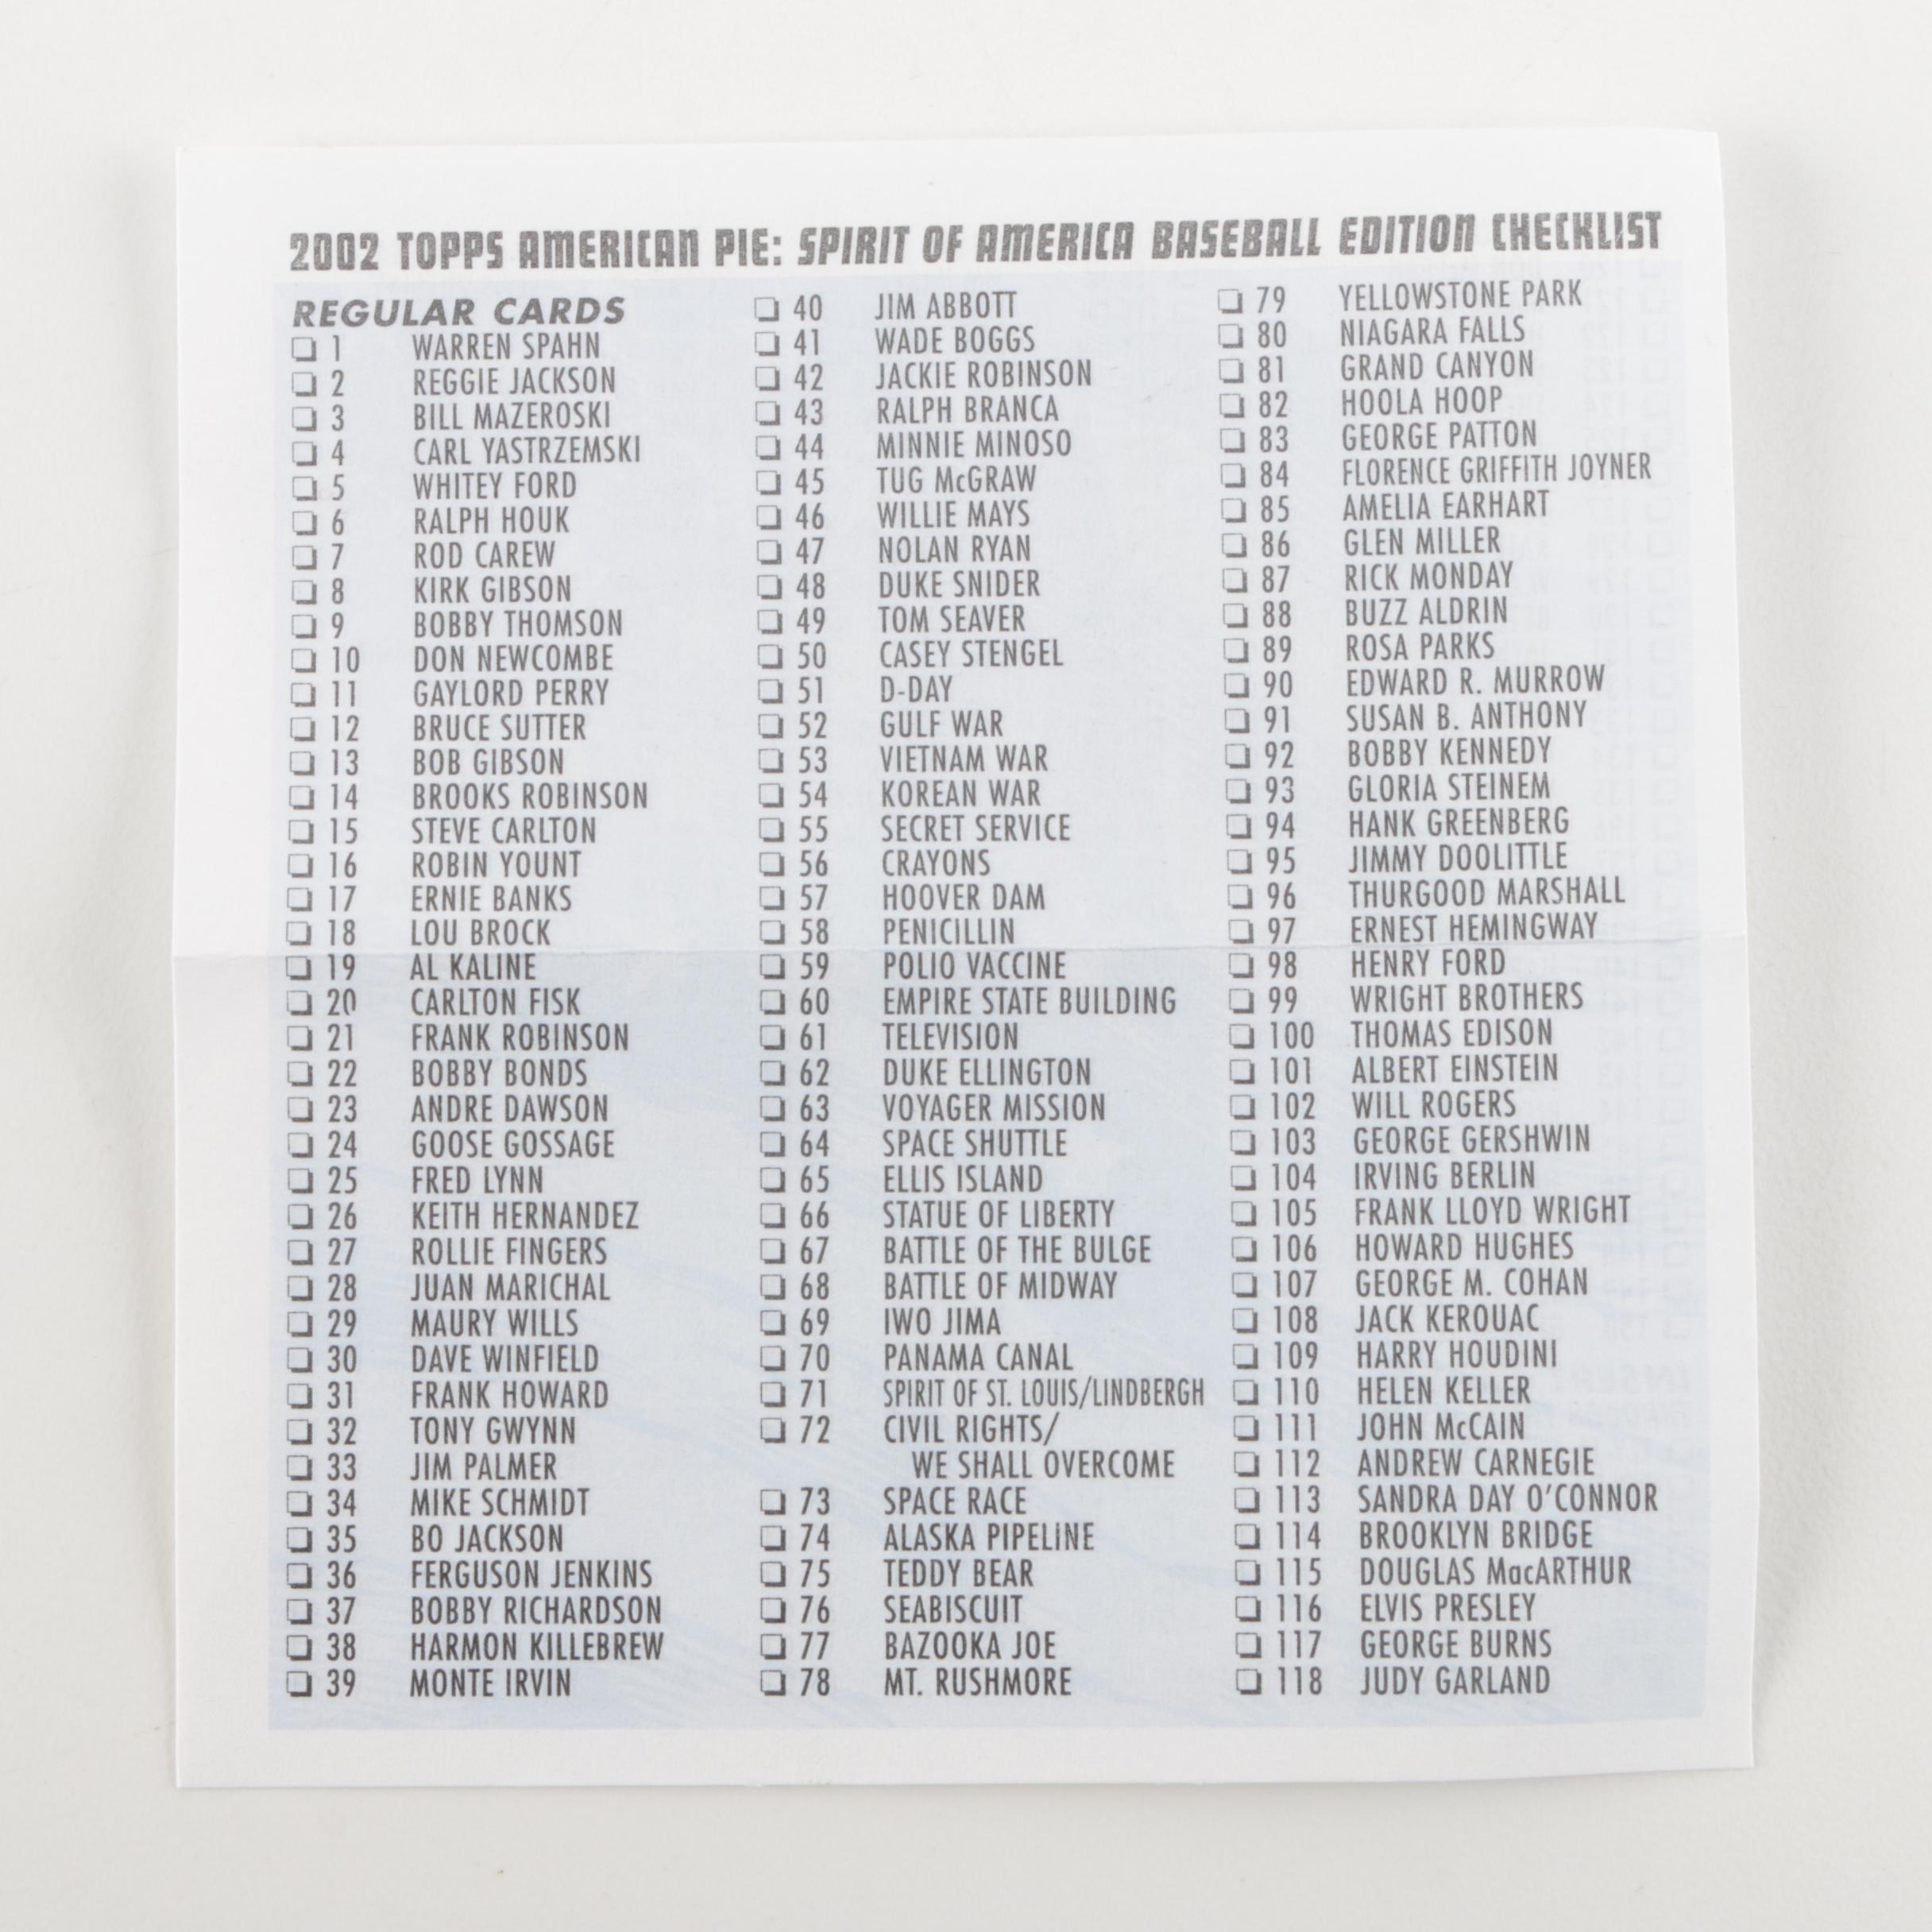 2002 TOPPS AMERICAN PIE: SPIRIT OF AMERICA BASEBALL EDITION CHECKLIST
REGULAR CARDS
1 WARREN SPAHN
2 REGGIE JACKSON
3 BILL MAZEROSKI
4 CARL YASTRZEMSKI
5 WHITEY FORD
6 RALPH HOUK
7 ROD CAREW
8 KIRK GIBSON
9 BOBBY THOMSON
10 DON NEWCOMBE
11 GAYLORD PERRY
12 BRUCE SUTTER
13 BOB GIBSON
14 BROOKS ROBINSON
15 STEVE CARLTON
16 ROBIN YOUNT
17 ERNIE BANKS
18 LOU BROCK
19 AL KALINE
20 CARLTON FISK
21 FRANK ROBINSON
22 BOBBY BONDS
23 ANDRE DAWSON
24 GOOSE GOSSAGE
25 FRED LYNN
26 KEITH HERNANDEZ
27 ROLLIE FINGERS
28 JUAN MARICHAL
29 MAURY WILLS
30 DAVE WINFIELD
31 FRANK HOWARD
32 TONY GWYNN
33 JIM PALMER
34 MIKE SCHMIDT
35 BO JACKSON
36 FERGUSON JENKINS
37 BOBBY RICHARDSON
38 HARMON KILLEBREW
39 MONTE IRVIN
40 JIM ABBOTT
41 WADE BOGGS
42 JACKIE ROBINSON
43 RALPH BRANCA
44 MINNIE MINOSO
45 TUG McGRAW
46 WILLIE MAYS
47 NOLAN RYAN
48 DUKE SNIDER
49 TOM SEAVER
50 CASEY STENGEL
51 D-DAY
52 GULF WAR
53 VIETNAM WAR
54 KOREAN WAR
55 SECRET SERVICE
56 CRAYONS
57 HOOVER DAM
58 PENICILLIN
59 POLIO VACCINE
60 EMPIRE STATE BUILDING
61 TELEVISION
62 DUKE ELLINGTON
63 VOYAGER MISSION
64 SPACE SHUTTLE
65 ELLIS ISLAND
66 STATUE OF LIBERTY
67 BATTLE OF THE BULGE
68 BATTLE OF MIDWAY
69 IWO JIMA
70 PANAMA CANAL
71 SPIRIT OF ST. LOUIS/LINDBERGH
72 CIVIL RIGHTS/
WE SHALL OVERCOME
73 SPACE RACE
74 ALASKA PIPELINE
75 TEDDY BEAR
76 SEABISCUIT
77 BAZOOKA JOE
78 MT. RUSHMORE
79 YELLOWSTONE PARK
80 NIAGARA FALLS
81 GRAND CANYON
82 HOOLA HOOP
83 GEORGE PATTON
84 FLORENCE GRIFFITH JOYNER
85 AMELIA EARHART
86 GLEN MILLER
87 RICK MONDAY
88 BUZZ ALDRIN
89 ROSA PARKS
90 EDWARD R. MURROW
91 SUSAN B. ANTHONY
92 BOBBY KENNEDY
93 GLORIA STEINEM
94 HANK GREENBERG
95 JIMMY DOOLITTLE
96 THURGOOD MARSHALL
97 ERNEST HEMINGWAY
98 HENRY FORD
99 WRIGHT BROTHERS
100 THOMAS EDISON
101 ALBERT EINSTEIN
102 WILL ROGERS
103 GEORGE GERSHWIN
104 IRVING BERLIN
105 FRANK LLOYD WRIGHT
106 HOWARD HUGHES
107 GEORGE M. COHAN
108 JACK KEROUAC
109 HARRY HOUDINI
110 HELEN KELLER
111 JOHN McCAIN
112 ANDREW CARNEGIE
113 SANDRA DAY O'CONNOR
114 BROOKLYN BRIDGE
115 DOUGLAS MacARTHUR
116 ELVIS PRESLEY
117 GEORGE BURNS
118 JUDY GARLAND